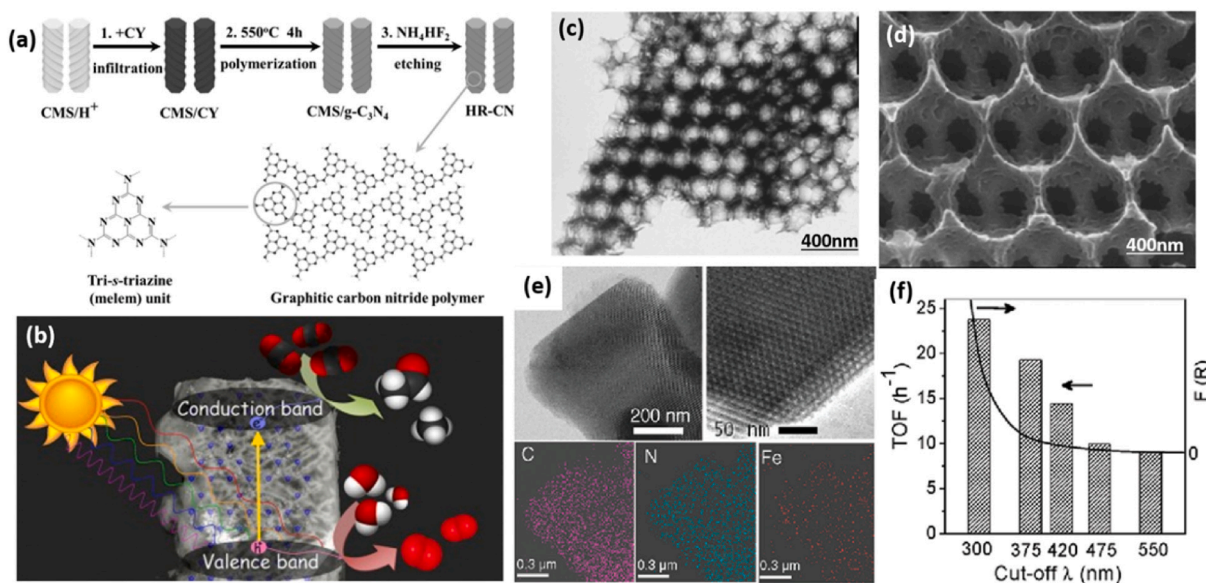 (a)
1. +CY
infiltration
2. 550°C 4h
polymerization
3. NH₄HF₂
etching
CMS/H⁺
CMS/CY
CMS/g-C₃N₄
HR-CN
Tri-s-triazine
(melem) unit
Graphitic carbon nitride polymer
(b)
Conduction band
e⁻
Valence band
(c)
400nm
(d)
400nm
(e)
200 nm
50 nm
C
0.3 µm
N
0.3 µm
Fe
0.3 µm
(f)
TOF (h⁻¹)
25
20
15
10
5
0
F (R)
0
300
375
420
475
550
Cut-off λ (nm)